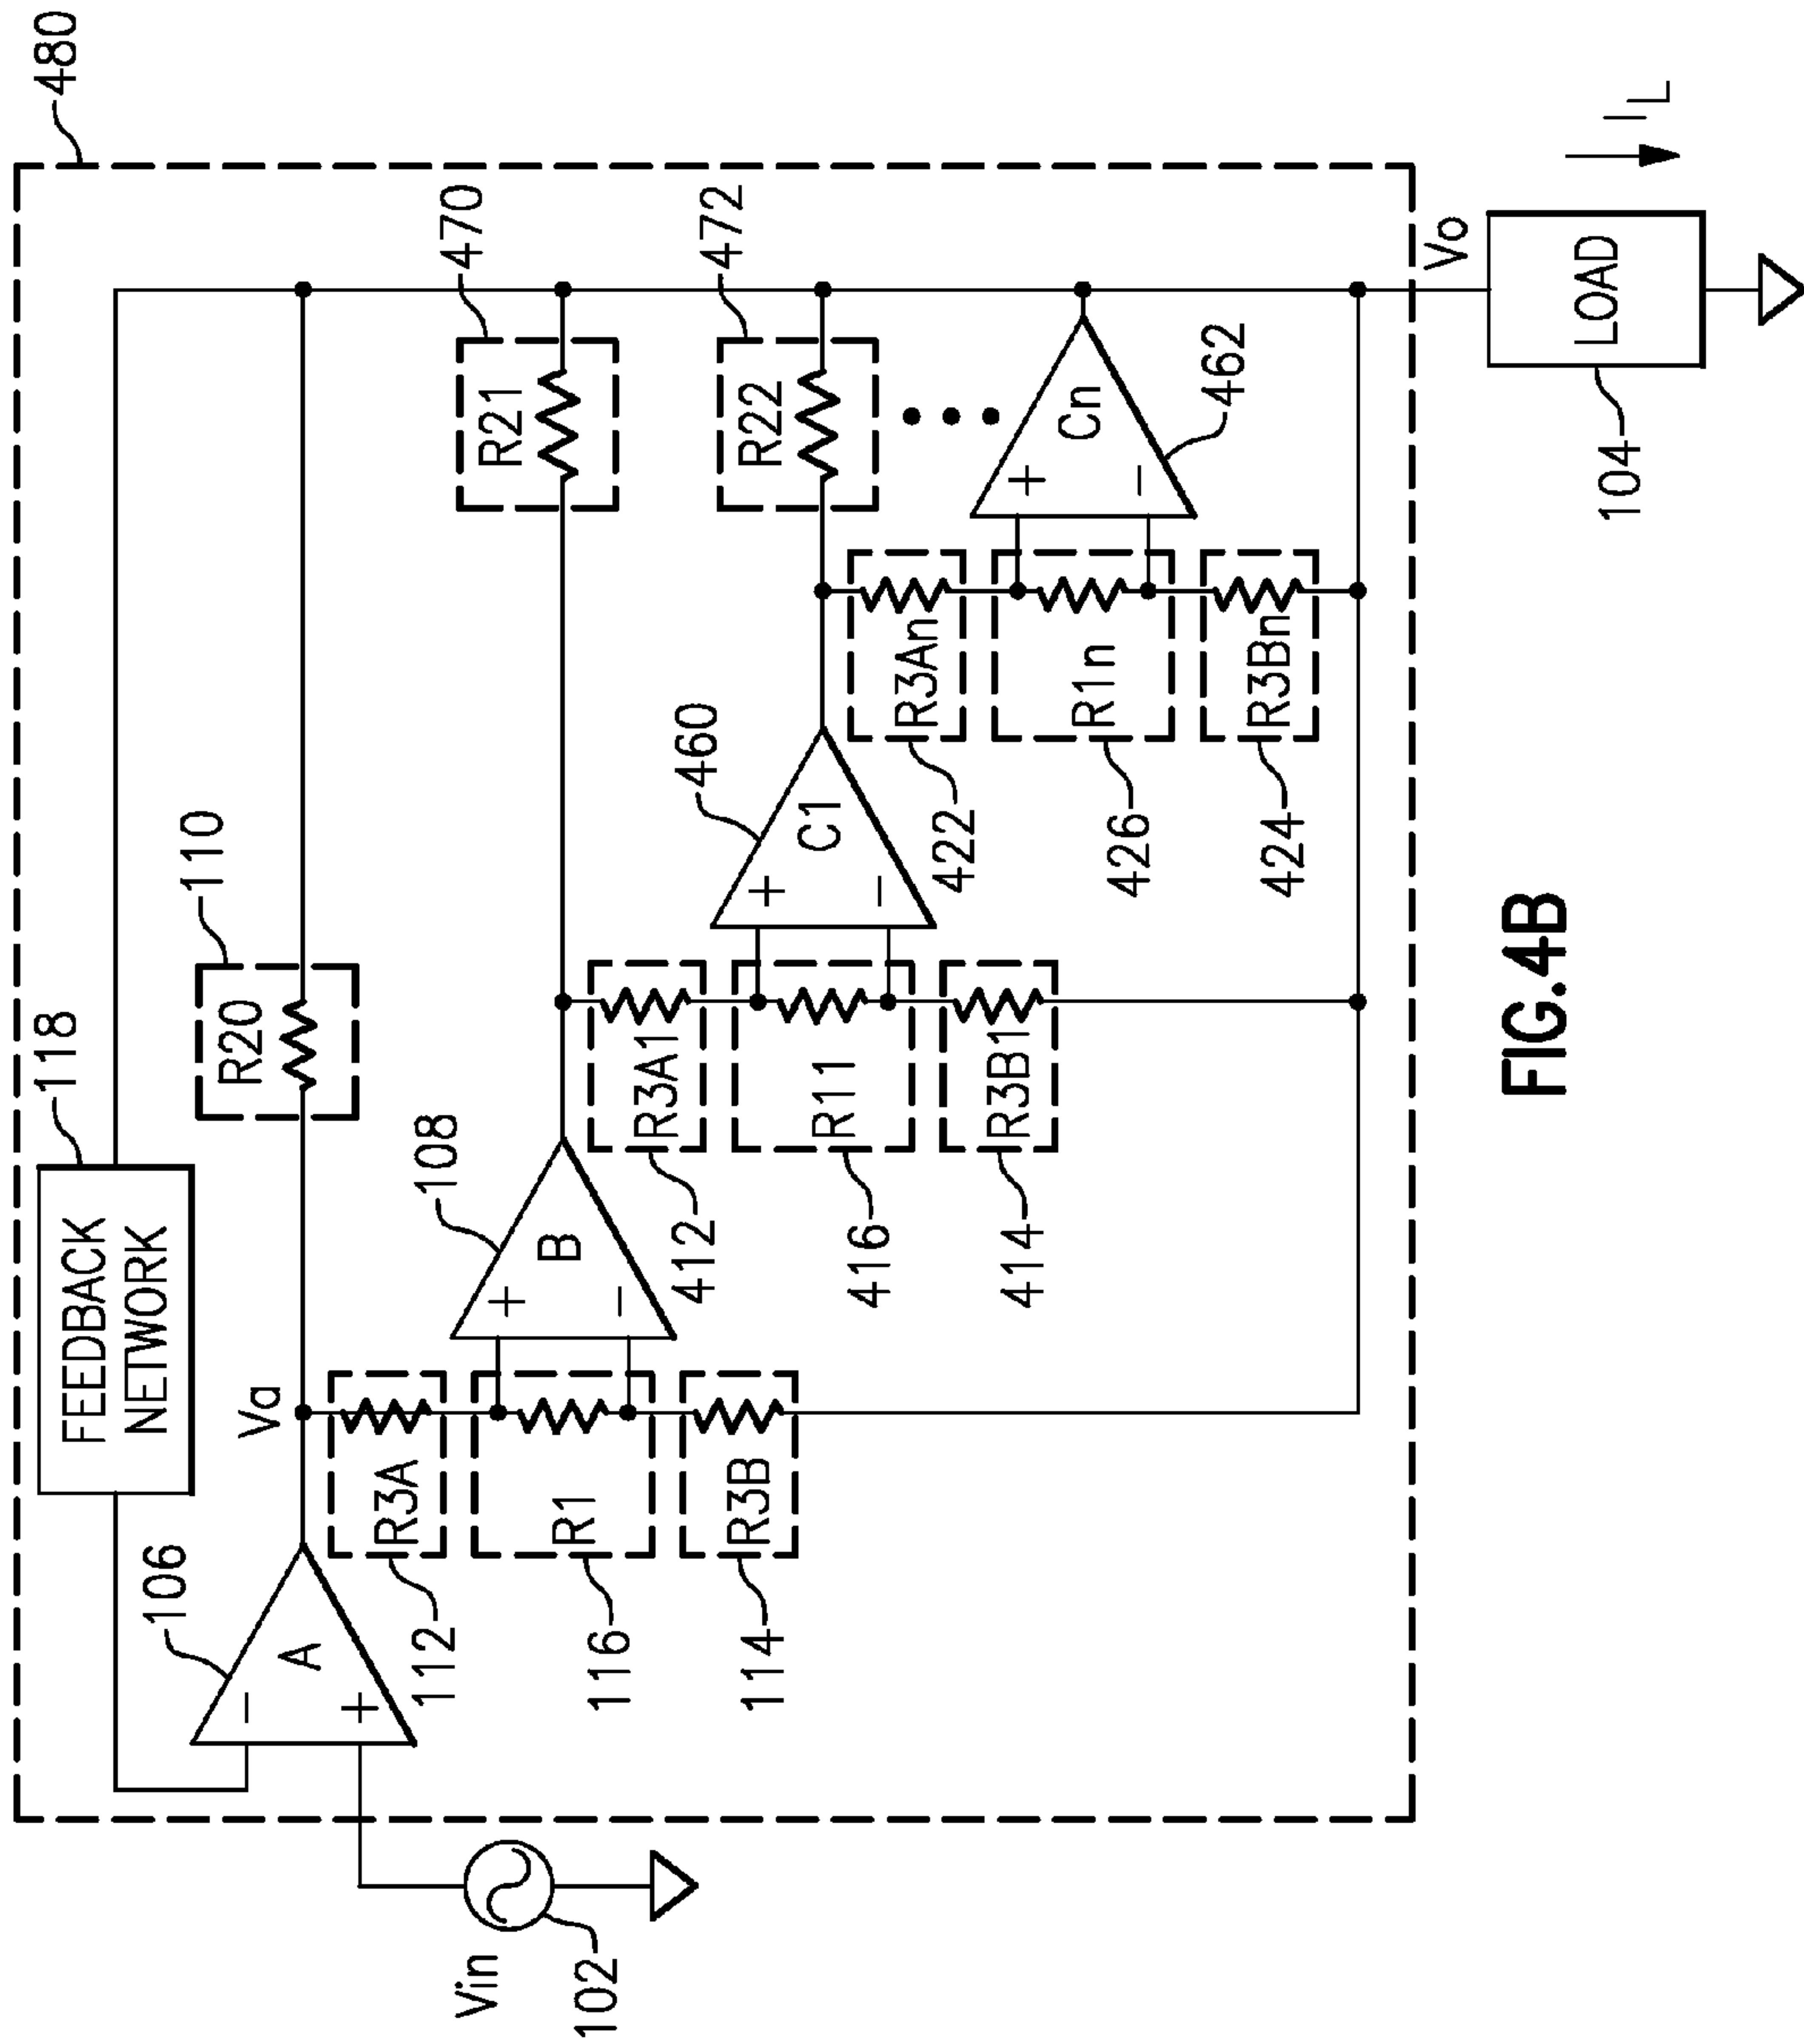 480
118
FEEDBACK
NETWORK
110
R20
106
A
−
+
Va
470
R21
108
B
+
−
472
R22
112
R3A
116
R1
114
R3B
460
C1
+
−
412
R3A1
416
R11
414
R3B1
Cn
+
−
462
422
R3An
426
R1n
424
R3Bn
Vin
102
Vo
LOAD
104
IL
FIG.4B